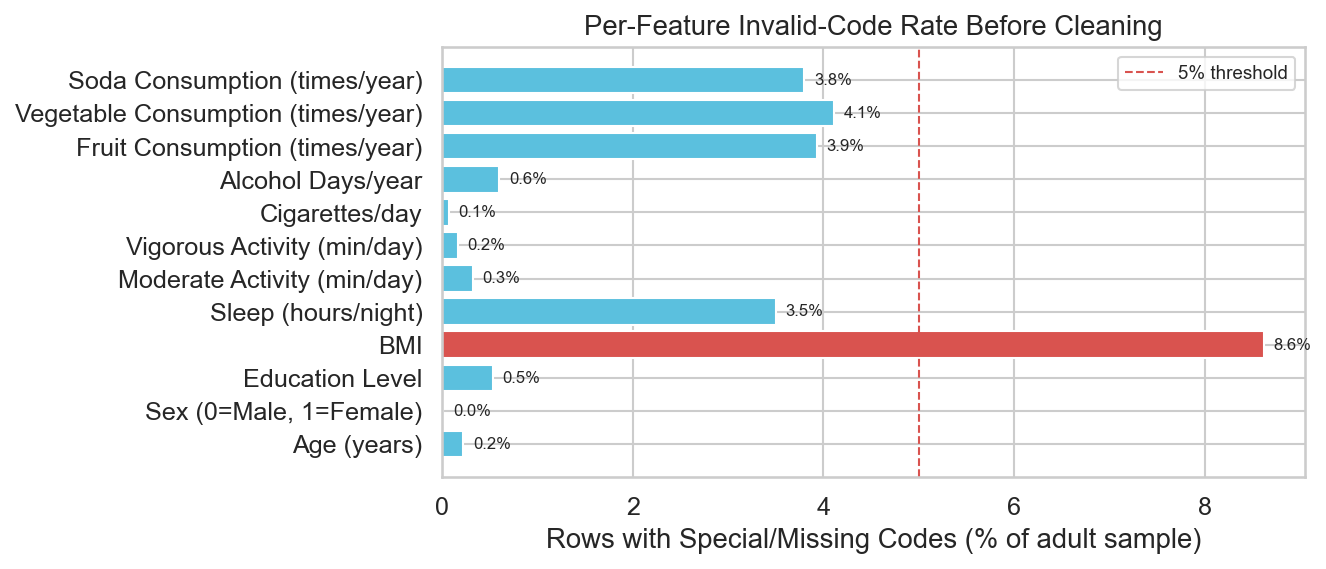 Per-Feature Invalid-Code Rate Before Cleaning
5% threshold
Soda Consumption (times/year) 3.8%
Vegetable Consumption (times/year) 4.1%
Fruit Consumption (times/year) 3.9%
Alcohol Days/year 0.6%
Cigarettes/day 0.1%
Vigorous Activity (min/day) 0.2%
Moderate Activity (min/day) 0.3%
Sleep (hours/night) 3.5%
BMI 8.6%
Education Level 0.5%
Sex (0=Male, 1=Female) 0.0%
Age (years) 0.2%
0 2 4 6 8
Rows with Special/Missing Codes (% of adult sample)